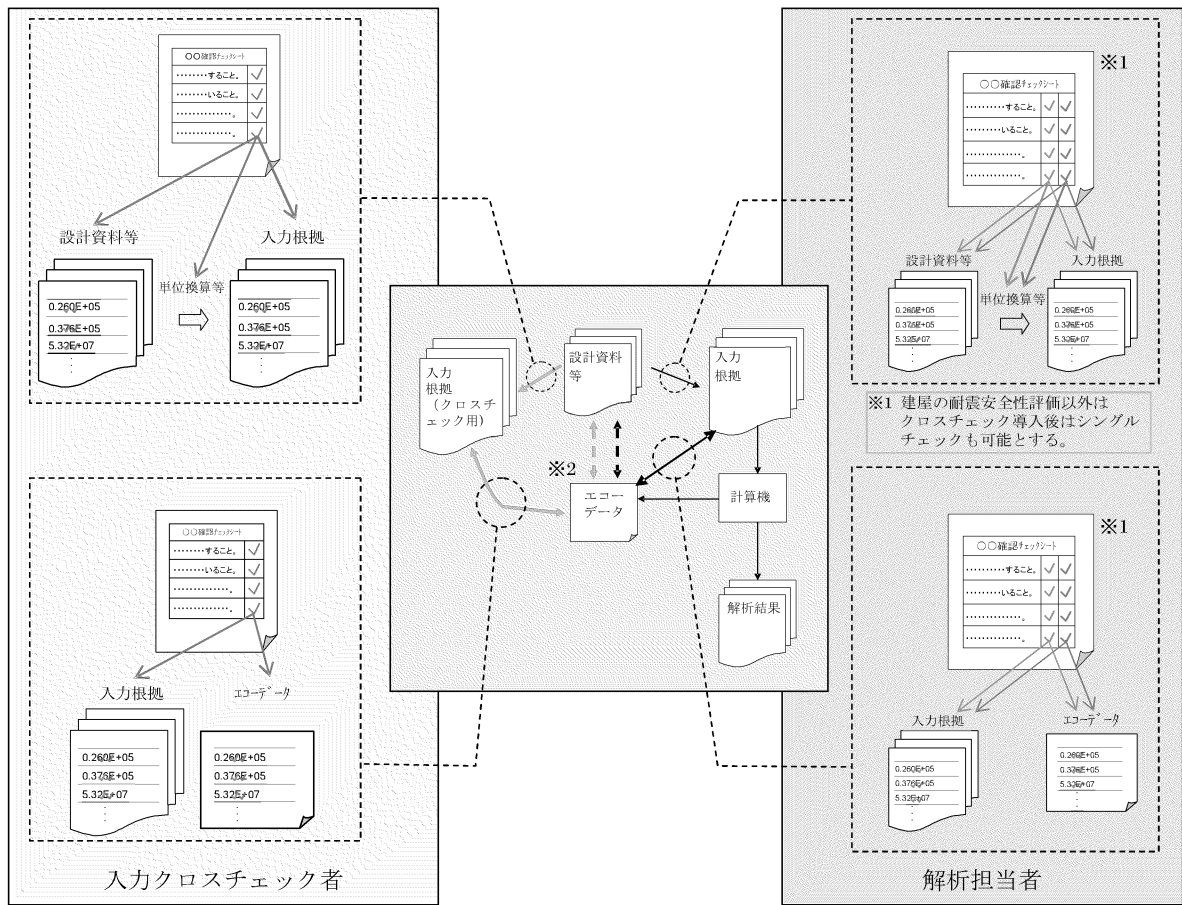 ○○確認チェックシート
………すること。
………いること。
……………。
……………。
設計資料等
入力根拠
単位換算等
0.260E+05
0.376E+05
5.32E+07
0.260E+05
0.376E+05
5.32E+07
○○確認チェックシート
………すること。
………いること。
……………。
……………。
入力根拠
エコーデータ
0.260E+05
0.376E+05
5.32E+07
0.260E+05
0.376E+05
5.32E+07
入力クロスチェック者
入力
根拠
(クロスチ
ェック用)
設計資料
等
入力
根拠
※2
エコー
データ
計算機
解析結果
※1
○○確認チェックシート
………すること。
………いること。
……………。
……………。
設計資料等
入力根拠
単位換算等
0.260E+05
0.376E+05
5.32E+07
0.260E+05
0.376E+05
5.32E+07
※1 建屋の耐震安全性評価以外は
クロスチェック導入後はシングル
チェックも可能とする。
※1
○○確認チェックシート
………すること。
………いること。
……………。
……………。
入力根拠
エコーデータ
0.260E+05
0.376E+05
5.32E+07
0.260E+05
0.376E+05
5.32E+07
解析担当者